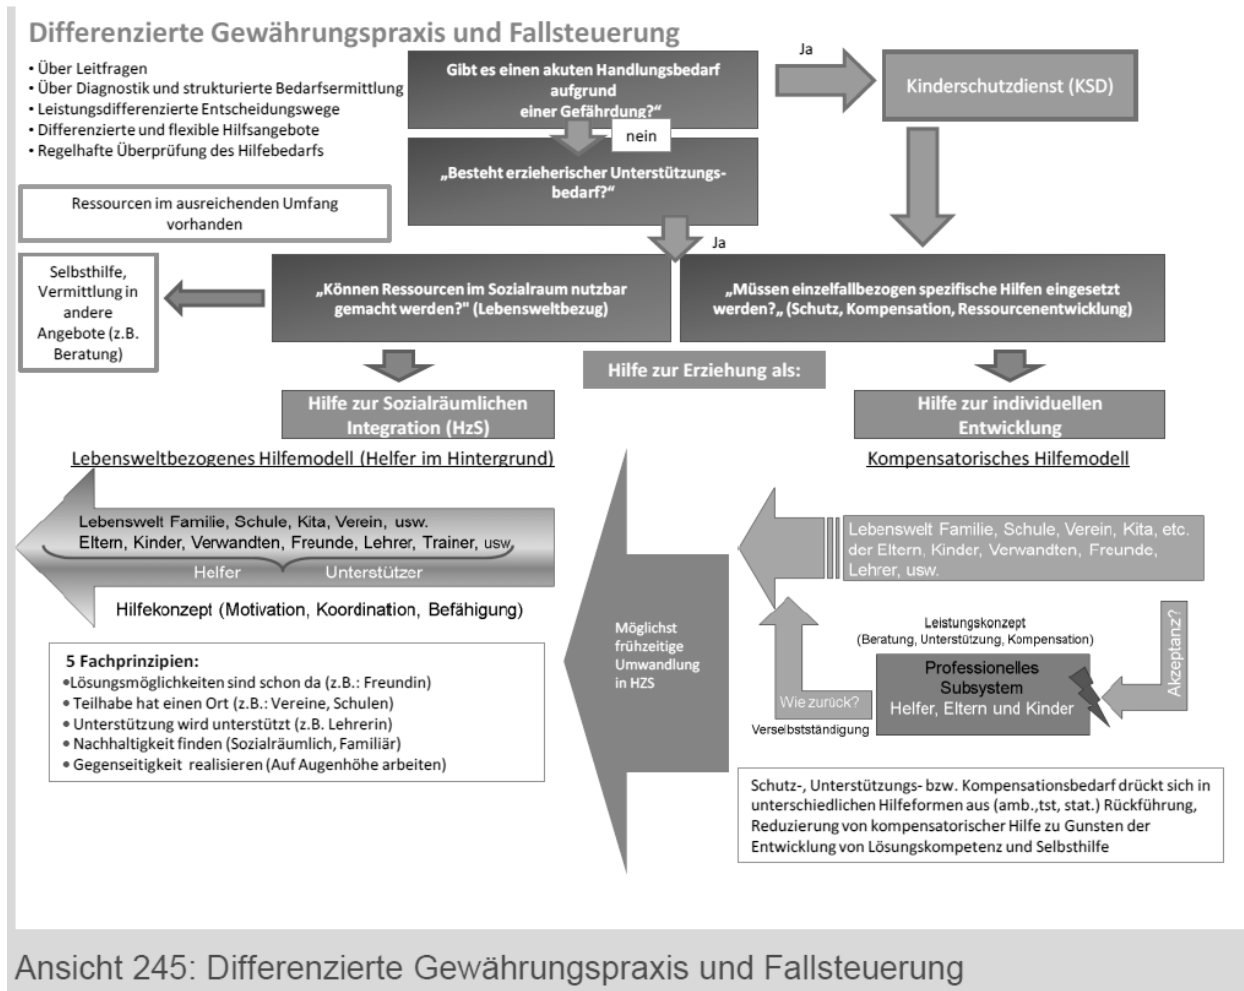 Differenzierte Gewährungspraxis und Fallsteuerung
• Über Leitfragen
• Über Diagnostik und strukturierte Bedarfsermittlung
• Leistungsdifferenzierte Entscheidungswege
• Differenzierte und flexible Hilfsangebote
• Regelhafte Überprüfung des Hilfebedarfs
Gibt es einen akuten Handlungsbedarf
aufgrund
einer Gefährdung?“
Ja
Kinderschutzdienst (KSD)
nein
„Besteht erzieherischer Unterstützungs-
bedarf?“
Ja
Ressourcen im ausreichenden Umfang
vorhanden
Selbsthilfe,
Vermittlung in
andere
Angebote (z.B.
Beratung)
„Können Ressourcen im Sozialraum nutzbar
gemacht werden?" (Lebensweltbezug)
„Müssen einzelfallbezogen spezifische Hilfen eingesetzt
werden?„ (Schutz, Kompensation, Ressourcenentwicklung)
Hilfe zur Erziehung als:
Hilfe zur Sozialräumlichen
Integration (HzS)
Hilfe zur individuellen
Entwicklung
Lebensweltbezogenes Hilfemodell (Helfer im Hintergrund)
Lebenswelt Familie, Schule, Kita, Verein, usw.
Eltern, Kinder, Verwandten, Freunde, Lehrer, Trainer, usw,
Helfer
Unterstützer
Hilfekonzept (Motivation, Koordination, Befähigung)
5 Fachprinzipien:
•Lösungsmöglichkeiten sind schon da (z.B.: Freundin)
•Teilhabe hat einen Ort (z.B.: Vereine, Schulen)
•Unterstützung wird unterstützt (z.B. Lehrerin)
•Nachhaltigkeit finden (Sozialräumlich, Familiär)
•Gegenseitigkeit realisieren (Auf Augenhöhe arbeiten)
Möglichst
frühzeitige
Umwandlung
in HZS
Kompensatorisches Hilfemodell
Lebenswelt Familie, Schule, Verein, Kita, etc.
der Eltern, Kinder, Verwandten, Freunde,
Lehrer, usw.
Akzeptanz?
Leistungskonzept
(Beratung, Unterstützung, Kompensation)
Professionelles
Subsystem
Helfer, Eltern und Kinder
Wie zurück?
Verselbstständigung
Schutz-, Unterstützungs- bzw. Kompensationsbedarf drückt sich in
unterschiedlichen Hilfeformen aus (amb.,tst, stat.) Rückführung,
Reduzierung von kompensatorischer Hilfe zu Gunsten der
Entwicklung von Lösungskompetenz und Selbsthilfe
Ansicht 245: Differenzierte Gewährungspraxis und Fallsteuerung